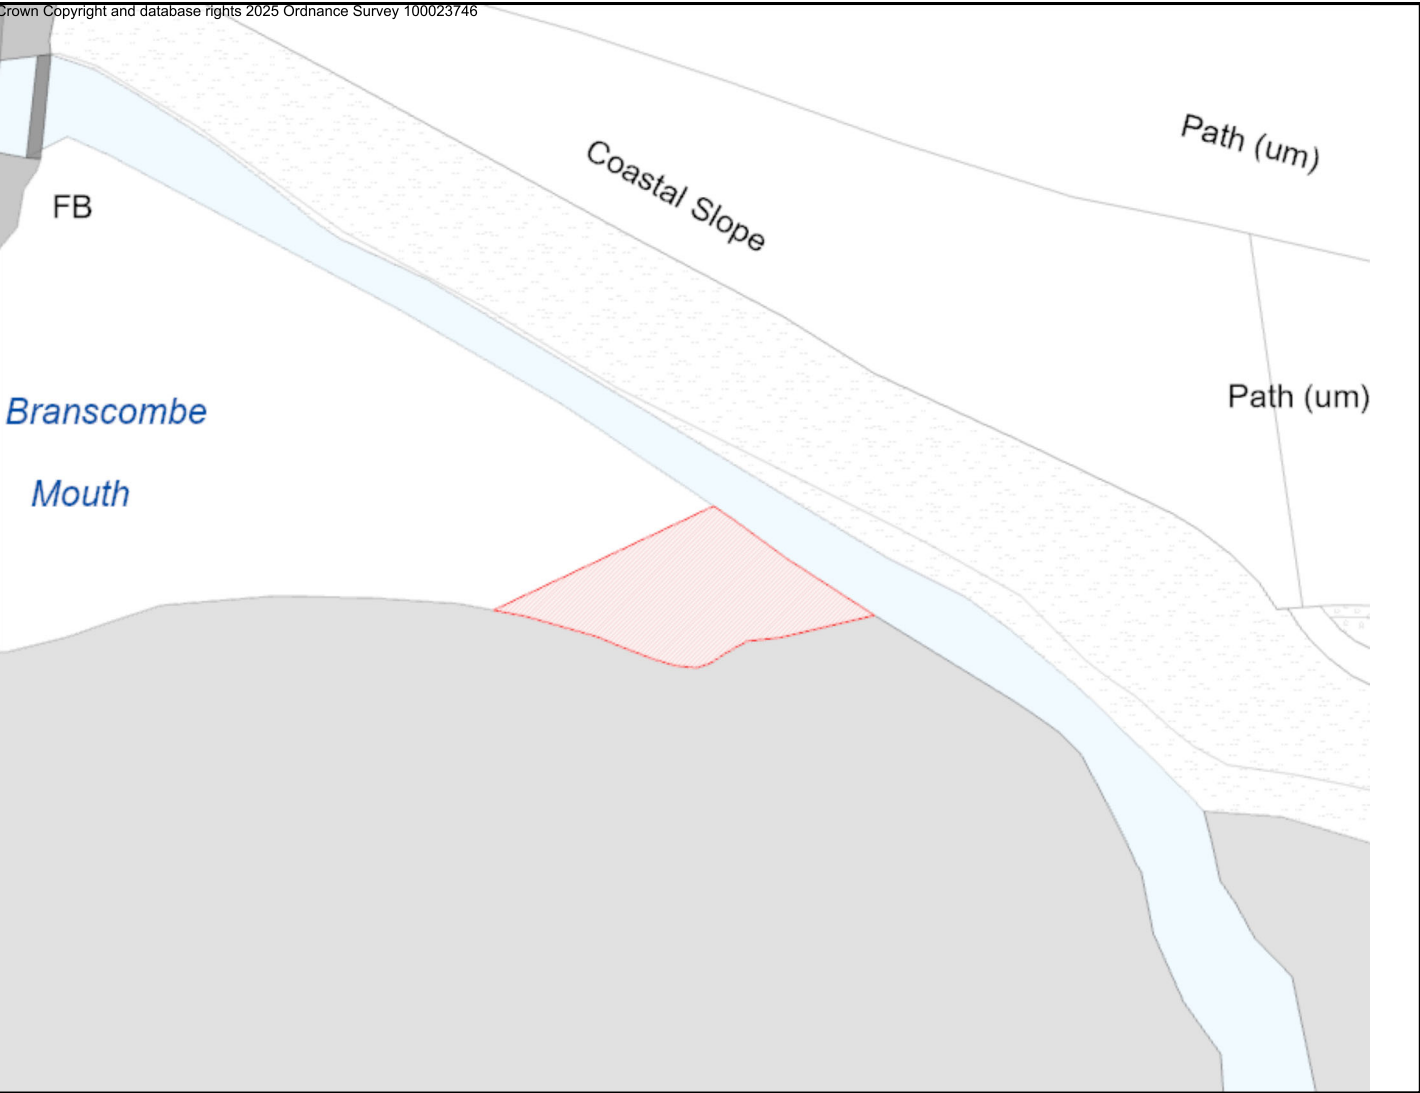 Crown Copyright and database rights 2025 Ordnance Survey 100023746
Path (um)
Coastal Slope
FB
Path (um)
Branscombe
Mouth